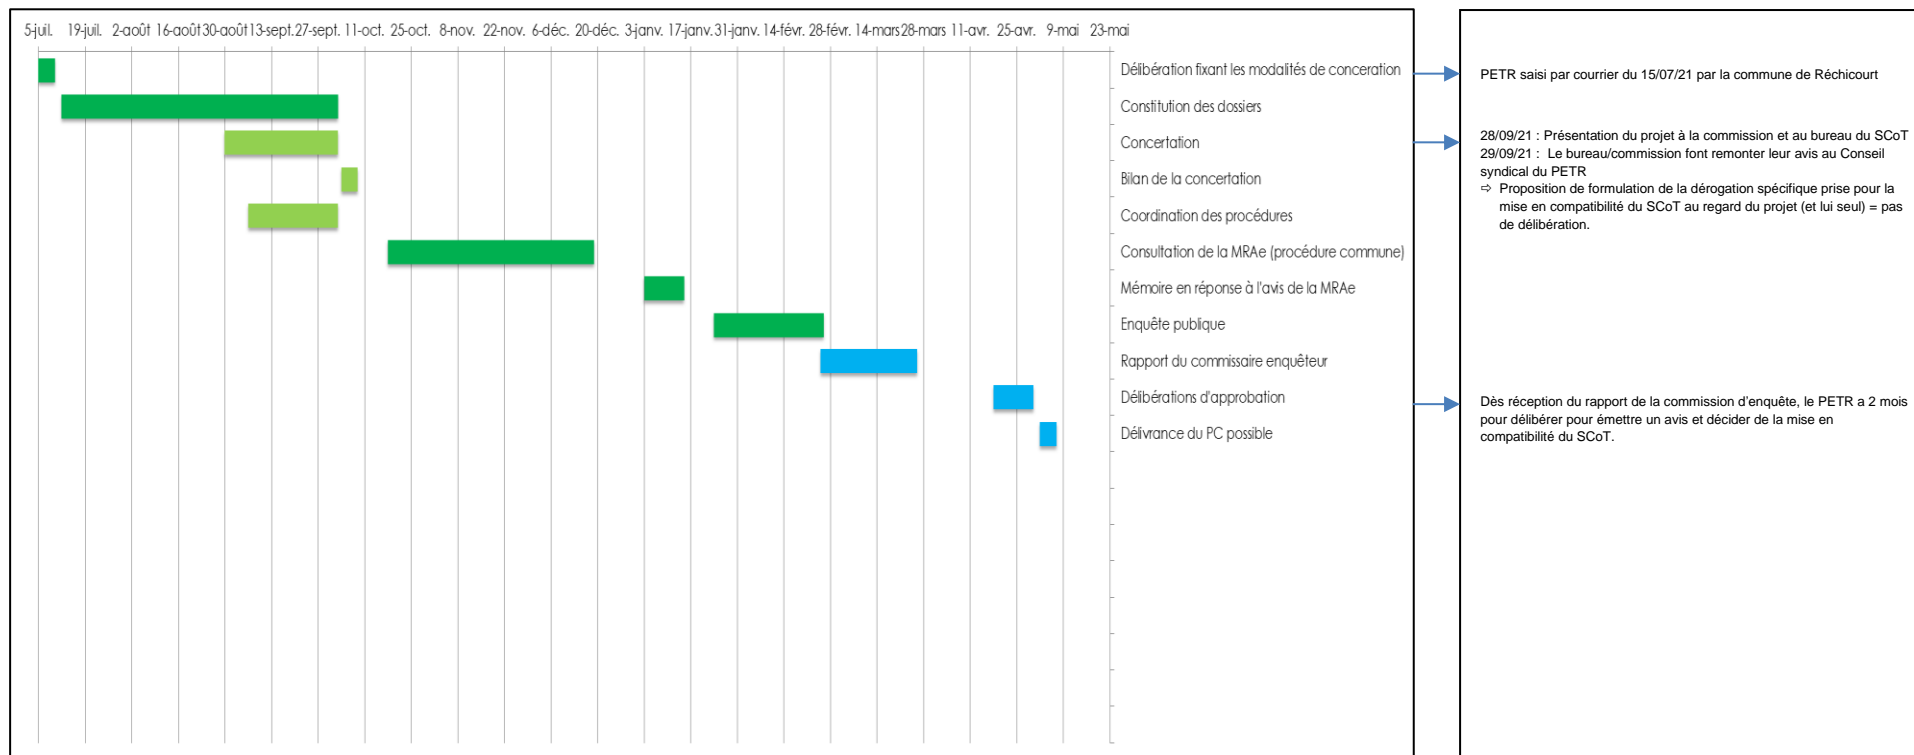 5-juil. 19-juil. 2-août 16-août 30-août 13-sept. 27-sept. 11-oct. 25-oct. 8-nov. 22-nov. 6-déc. 20-déc. 3-janv. 17-janv. 31-janv. 14-févr. 28-févr. 14-mars 28-mars 11-avr. 25-avr. 9-mai 23-mai
Délibération fixant les modalités de conceration
Constitution des dossiers
Concertation
Bilan de la concertation
Coordination des procédures
Consultation de la MRAe (procédure commune)
Mémoire en réponse à l'avis de la MRAe
Enquête publique
Rapport du commissaire enquêteur
Délibérations d'approbation
Délivrance du PC possible
PETR saisi par courrier du 15/07/21 par la commune de Réchicourt
28/09/21 : Présentation du projet à la commission et au bureau du SCoT
29/09/21 : Le bureau/commission font remonter leur avis au Conseil
syndical du PETR
⇨ Proposition de formulation de la dérogation spécifique prise pour la
mise en compatibilité du SCoT au regard du projet (et lui seul) = pas
de délibération.
Dès réception du rapport de la commission d'enquête, le PETR a 2 mois
pour délibérer pour émettre un avis et décider de la mise en
compatibilité du SCoT.